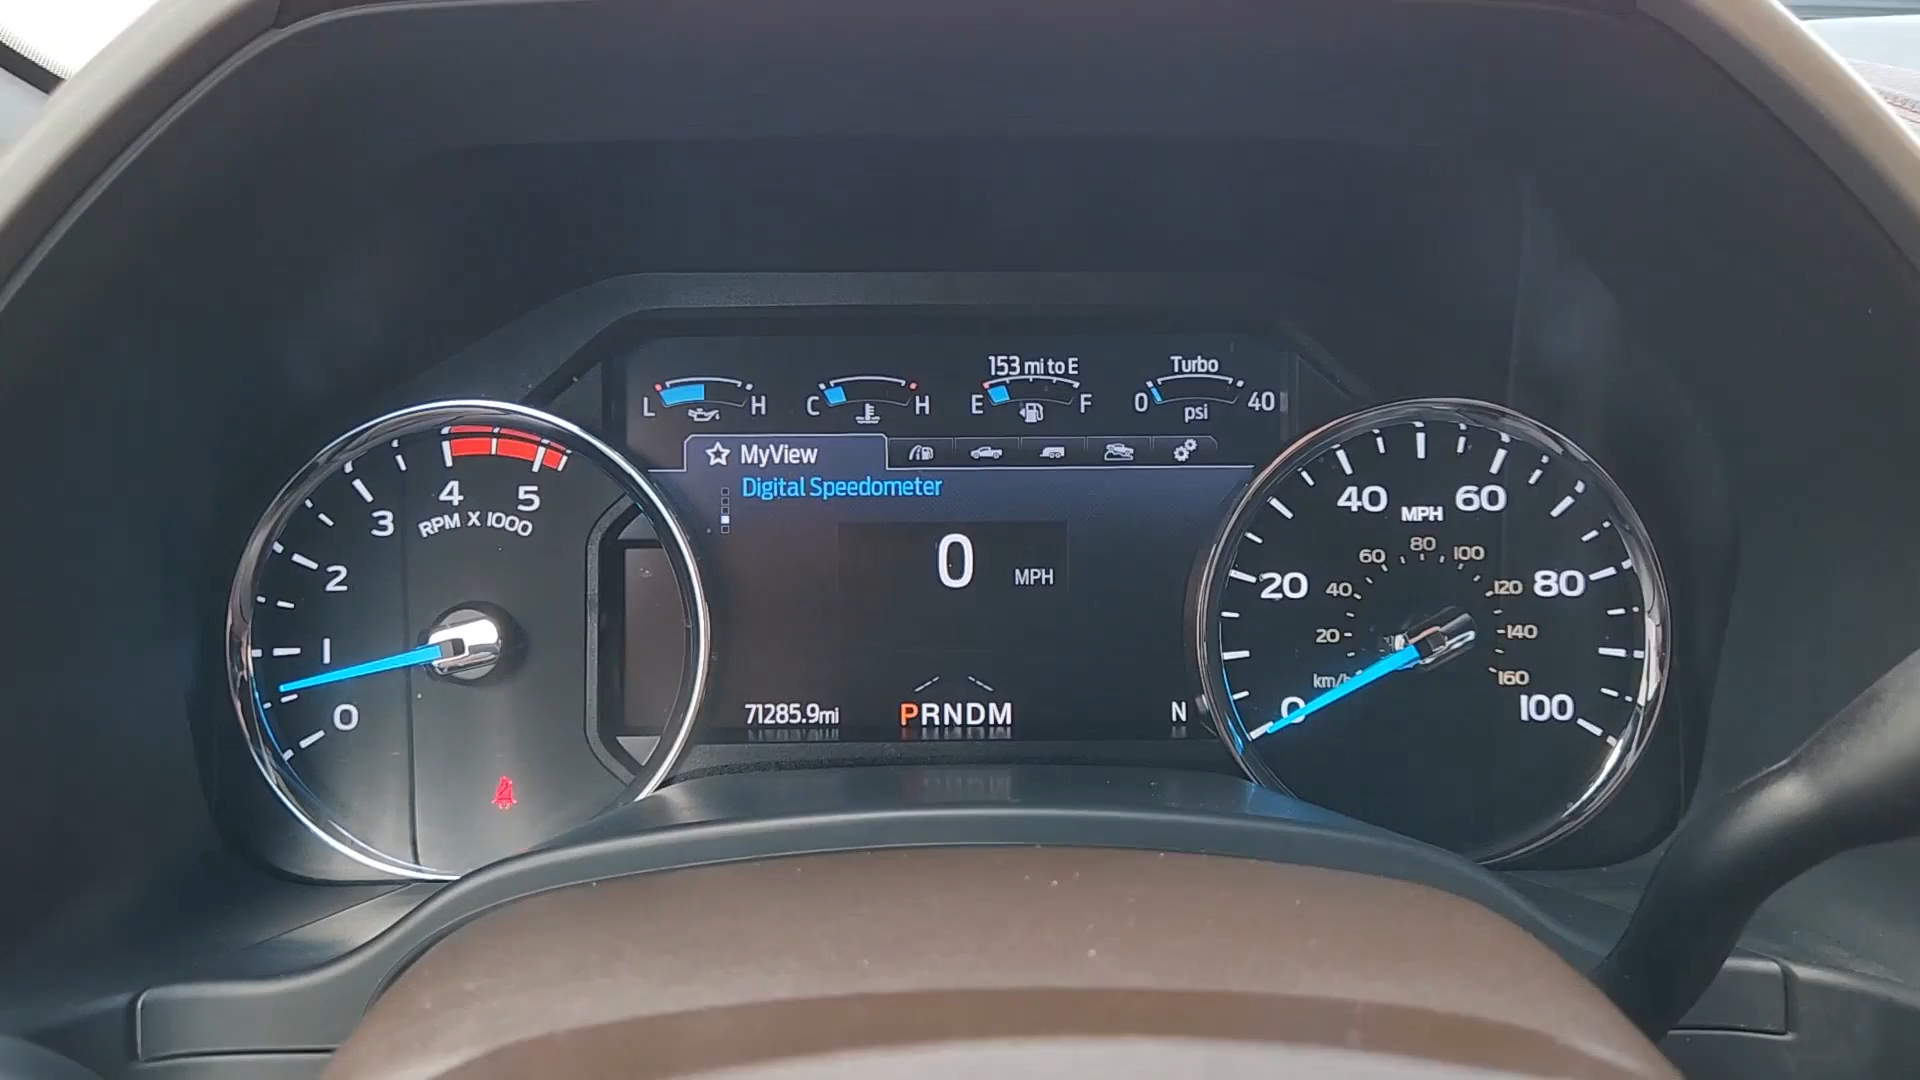 153 mi to E
Turbo
L H
C H
E F
0 40
psi
MyView
Digital Speedometer
0 MPH
71285.9mi
PRNDM
N
0 1 2 3 4 5
RPM X 1000
0 20 40 60 80 100
MPH
20 40 60 80 100 120 140 160
km/h